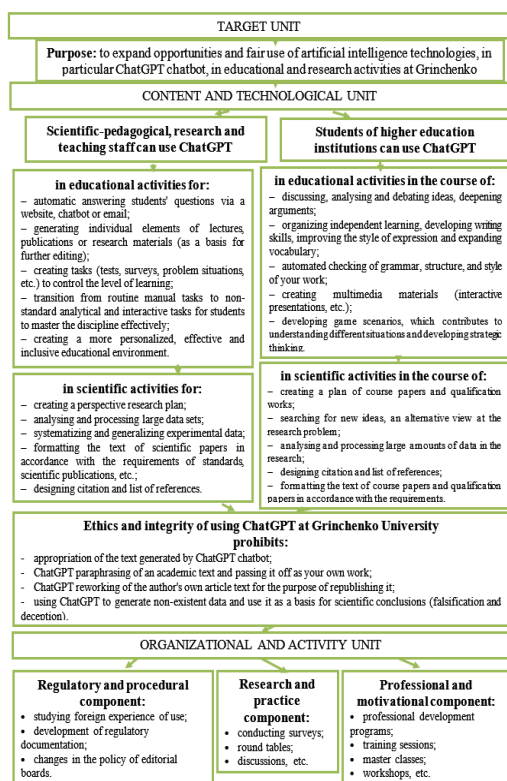 TARGET UNIT
Purpose: to expand opportunities and fair use of artificial intelligence technologies, in
particular ChatGPT chatbot, in educational and research activities at Grinchenko
CONTENT AND TECHNOLOGICAL UNIT
Scientific-pedagogical, research and
teaching staff can use ChatGPT
in educational activities for:
– automatic answering students' questions via a
website, chatbot or email;
– generating individual elements of lectures,
publications or research materials (as a basis for
further editing);
– creating tasks (tests, surveys, problem situations,
etc.) to control the level of learning;
– transition from routine manual tasks to non-
standard analytical and interactive tasks for students
to master the discipline effectively;
– creating a more personalized, effective and
inclusive educational environment.
in scientific activities for:
– creating a perspective research plan;
– analysing and processing large data sets;
– systematizing and generalizing experimental data;
– formatting the text of scientific papers in
accordance with the requirements of standards,
scientific publications, etc.;
– designing citation and list of references.
Students of higher education
institutions can use ChatGPT
in educational activities in the course of:
– discussing, analysing and debating ideas, deepening
arguments;
– organizing independent learning, developing writing
skills, improving the style of expression and expanding
vocabulary;
– automated checking of grammar, structure, and style
of your work;
– creating multimedia materials (interactive
presentations, etc.);
– developing game scenarios, which contributes to
understanding different situations and developing strategic
thinking.
in scientific activities in the course of:
– creating a plan of course papers and qualification
works;
– searching for new ideas, an alternative view at the
research problem;
– analysing and processing large amounts of data in the
research;
– designing citation and list of references;
– formatting the text of course papers and qualification
papers in accordance with the requirements.
Ethics and integrity of using ChatGPT at Grinchenko University
prohibits:
- appropriation of the text generated by ChatGPT chatbot;
- ChatGPT paraphrasing of an academic text and passing it off as your own work;
- ChatGPT reworking of the author's own article text for the purpose of republishing it;
- using ChatGPT to generate non-existent data and use it as a basis for scientific conclusions (falsification and
deception).
ORGANIZATIONAL AND ACTIVITY UNIT
Regulatory and procedural
component:
• studying foreign experience of use;
• development of regulatory
documentation;
• changes in the policy of editorial
boards.
Research and
practice
component:
• conducting surveys;
• round tables;
• discussions, etc.
Professional and
motivational component:
• professional development
programs;
• training sessions;
• master classes;
• workshops, etc.